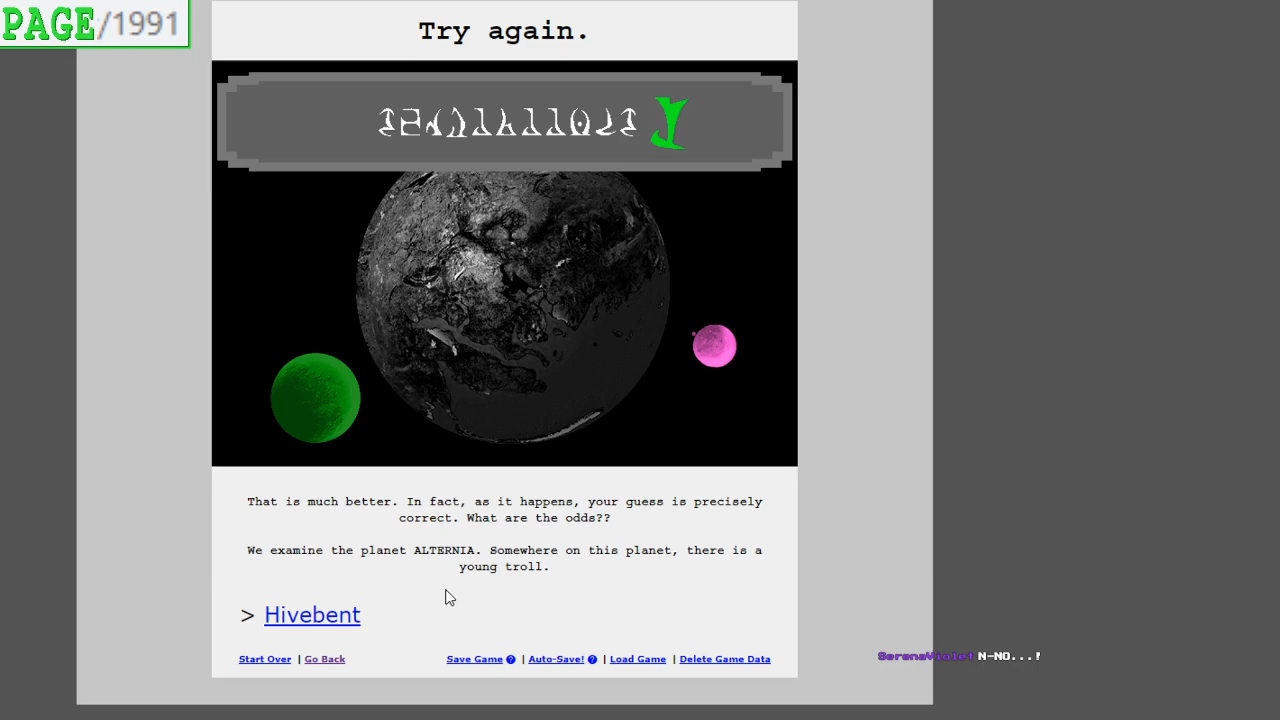 PAGE/1991
Try again.
That is much better. In fact, as it happens, your guess is precisely
correct. What are the odds??
We examine the planet ALTERNIA. Somewhere on this planet, there is a
young troll.
> Hivebent
Start Over | Go Back
Save Game ? | Auto-Save! ? | Load Game | Delete Game Data
SerenaViolet N-NO...!